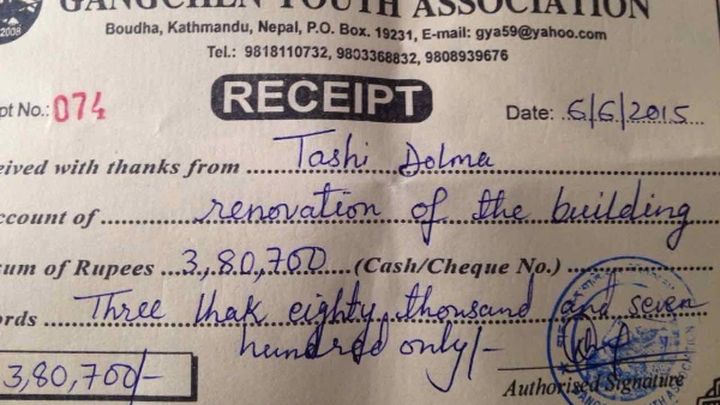 GANGCHEN YOUTH ASSOCIATION
2008
Boudha, Kathmandu, Nepal, P.O. Box. 19231, E-mail: gya59@yahoo.com
Tel.: 9818110732, 9803368832, 9808939676
pt No.: 074
RECEIPT
Date: 6/6/2015
eived with thanks from Tashi Dolma
ccount of renovation of the building
um of Rupees 3,80,700 (Cash/Cheque No.)
ords Three lhak eighty thousand and seven
hundred only/-
3,80,700/-
Authorised Signature